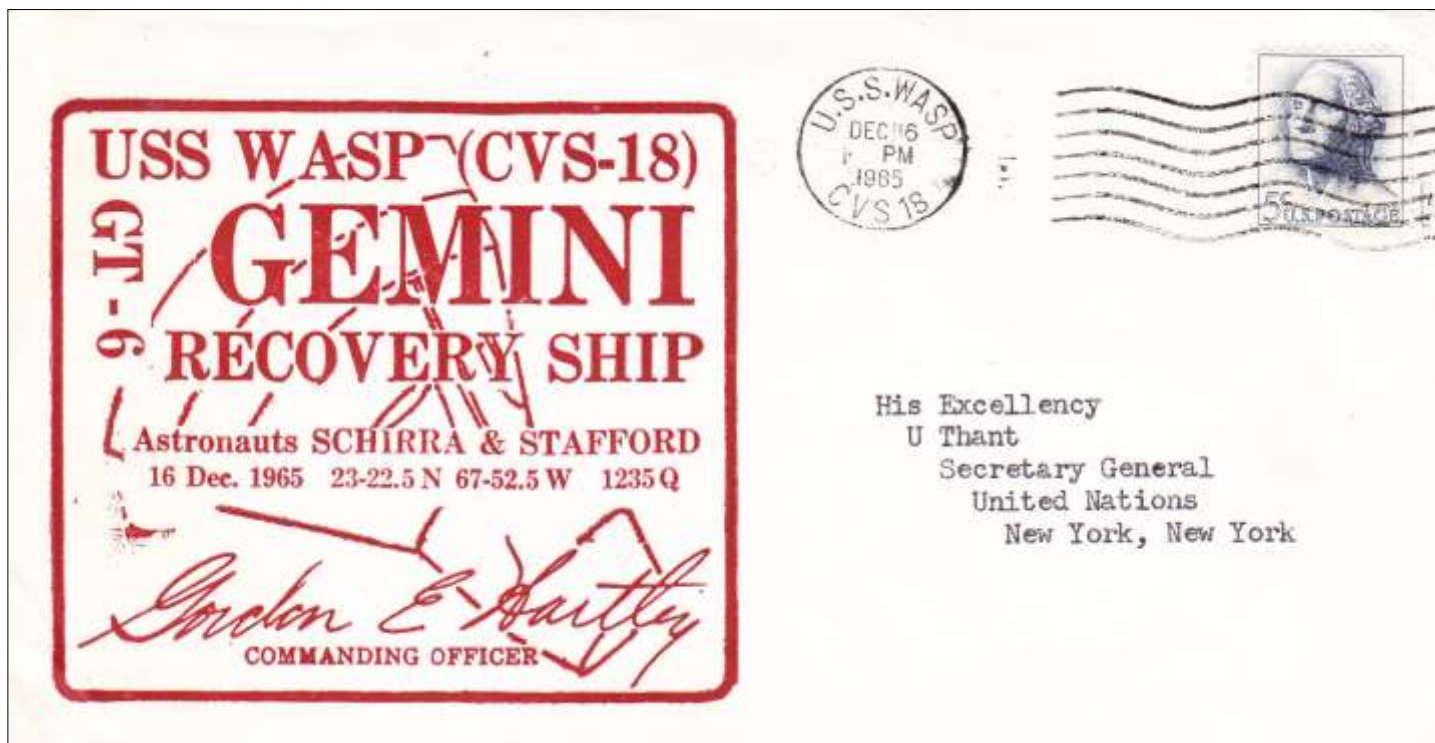 USS WASP (CVS-18)
GT-6
GEMINI
RECOVERY SHIP
Astronauts SCHIRRA & STAFFORD
16 Dec. 1965 23-22.5 N 67-52.5 W 1235 Q
Gordon E Hartley
COMMANDING OFFICER
U.S.S. WASP
DEC 16
PM
1965
CVS 18
5¢ U.S. POSTAGE
His Excellency
U Thant
Secretary General
United Nations
New York, New York